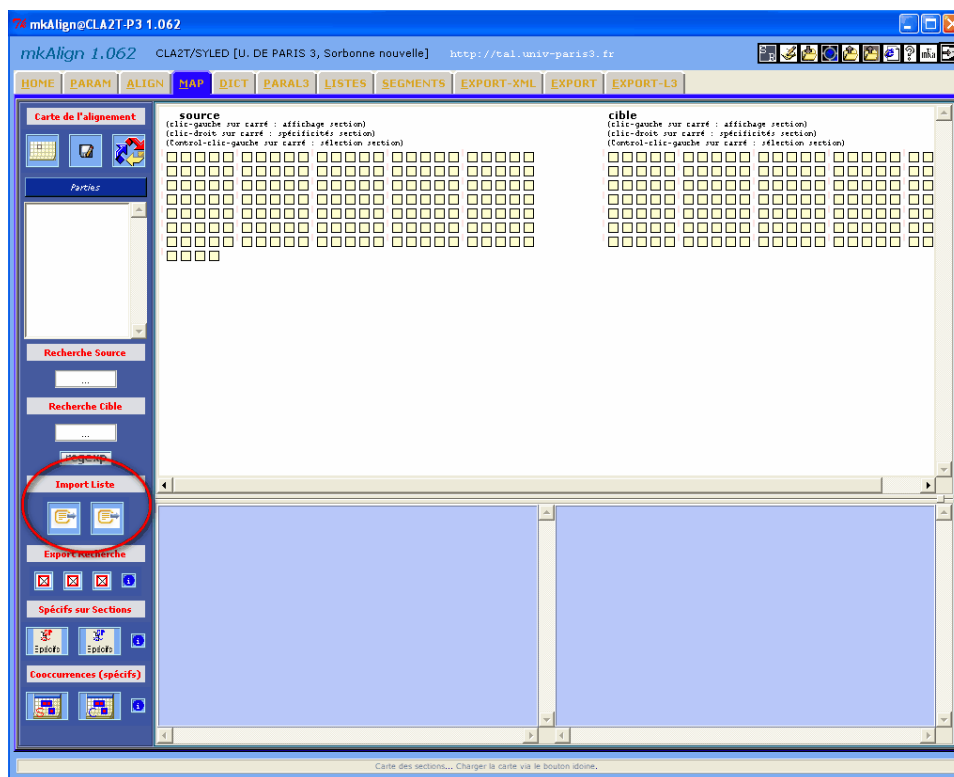 mkAlign@CLA2T-P3 1.062
mkAlign 1.062 CLA2T/SYLED [U. DE PARIS 3, Sorbonne nouvelle] http://tal.univ-paris3.fr
HOME PARAM ALIGN MAP DICT PARAL3 LISTES SEGMENTS EXPORT-XML EXPORT EXPORT-L3
Carte de l'alignement
Parties
Recherche Source
...
Recherche Cible
...
regexp
Import Liste
Export Recherche
Spécifs sur Sections
Spécifs Spécifs
Cooccurrences (spécifs)
source
(clic-gauche sur carré : affichage section)
(clic-droit sur carré : spécificités section)
(Control-clic-gauche sur carré : sélection section)
cible
(clic-gauche sur carré : affichage section)
(clic-droit sur carré : spécificités section)
(Control-clic-gauche sur carré : sélection section)
Carte des sections... Charger la carte via le bouton idoine.